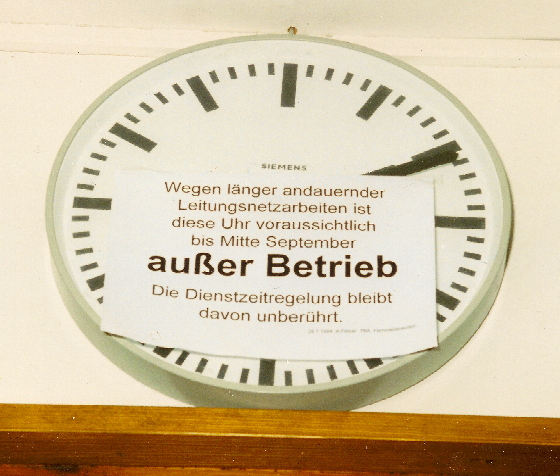 SIEMENS
Wegen länger andauernder
Leitungsnetzarbeiten ist
diese Uhr voraussichtlich
bis Mitte September
außer Betrieb
Die Dienstzeitregelung bleibt
davon unberührt.